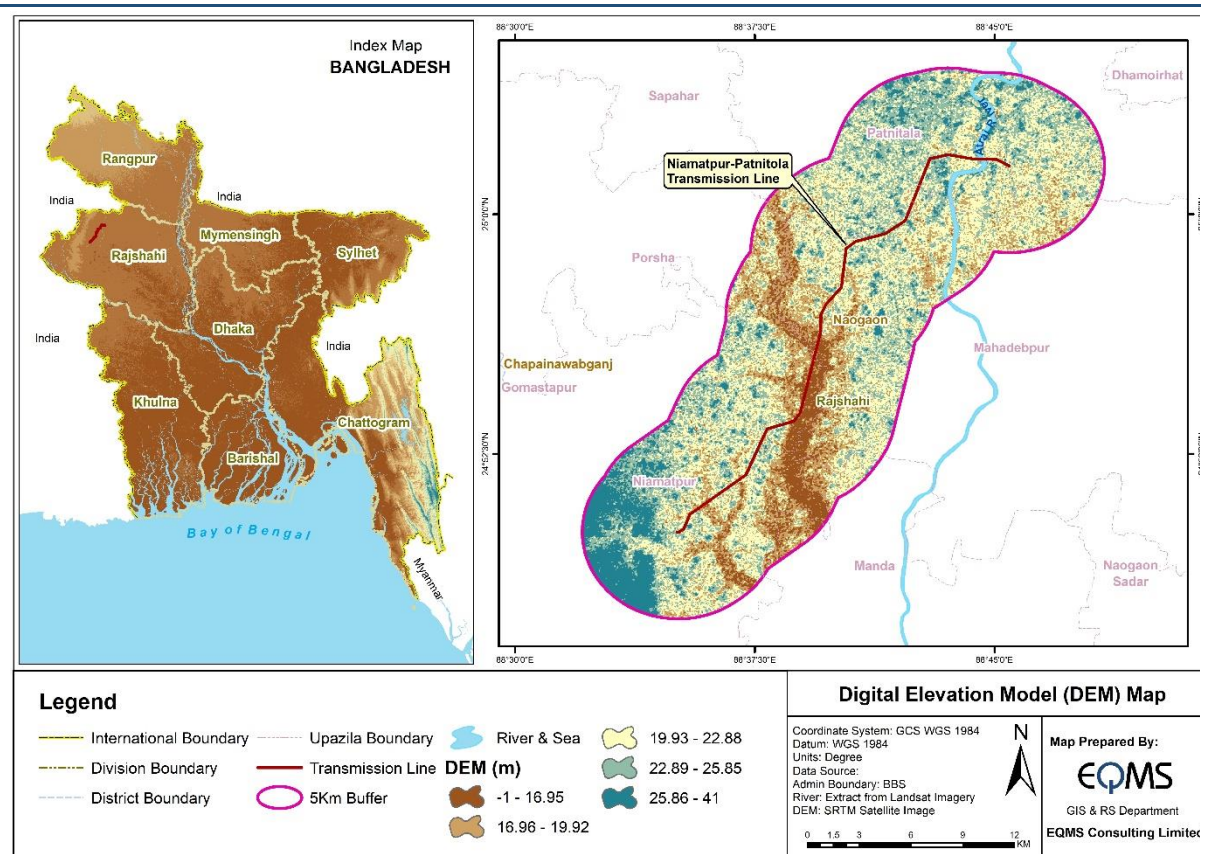 Index Map
BANGLADESH
Rangpur
India
India
Mymensingh
Sylhet
Rajshahi
Dhaka
India
India
Khulna
Chattogram
Barishal
Bay of Bengal
Myanmar
88°30'0"E
88°37'30"E
88°45'0"E
Dhamoirhat
Sapahar
Patnitala
Atrai River
Niamatpur-Patnitola
Transmission Line
25°0'0"N
Porsha
Naogaon
Mahadebpur
Chapainawabganj
Gomastapur
Rajshahi
24°52'30"N
Niamatpur
Manda
Naogaon
Sadar
88°30'0"E
88°37'30"E
88°45'0"E
Legend
International Boundary
Division Boundary
District Boundary
Upazila Boundary
Transmission Line
5Km Buffer
River & Sea
DEM (m)
-1 - 16.95
16.96 - 19.92
19.93 - 22.88
22.89 - 25.85
25.86 - 41
Digital Elevation Model (DEM) Map
Coordinate System: GCS WGS 1984
Datum: WGS 1984
Units: Degree
Data Source:
Admin Boundary: BBS
River: Extract from Landsat Imagery
DEM: SRTM Satellite Image
N
0 1.5 3 6 9 12
KM
Map Prepared By:
EQMS
GIS & RS Department
EQMS Consulting Limited